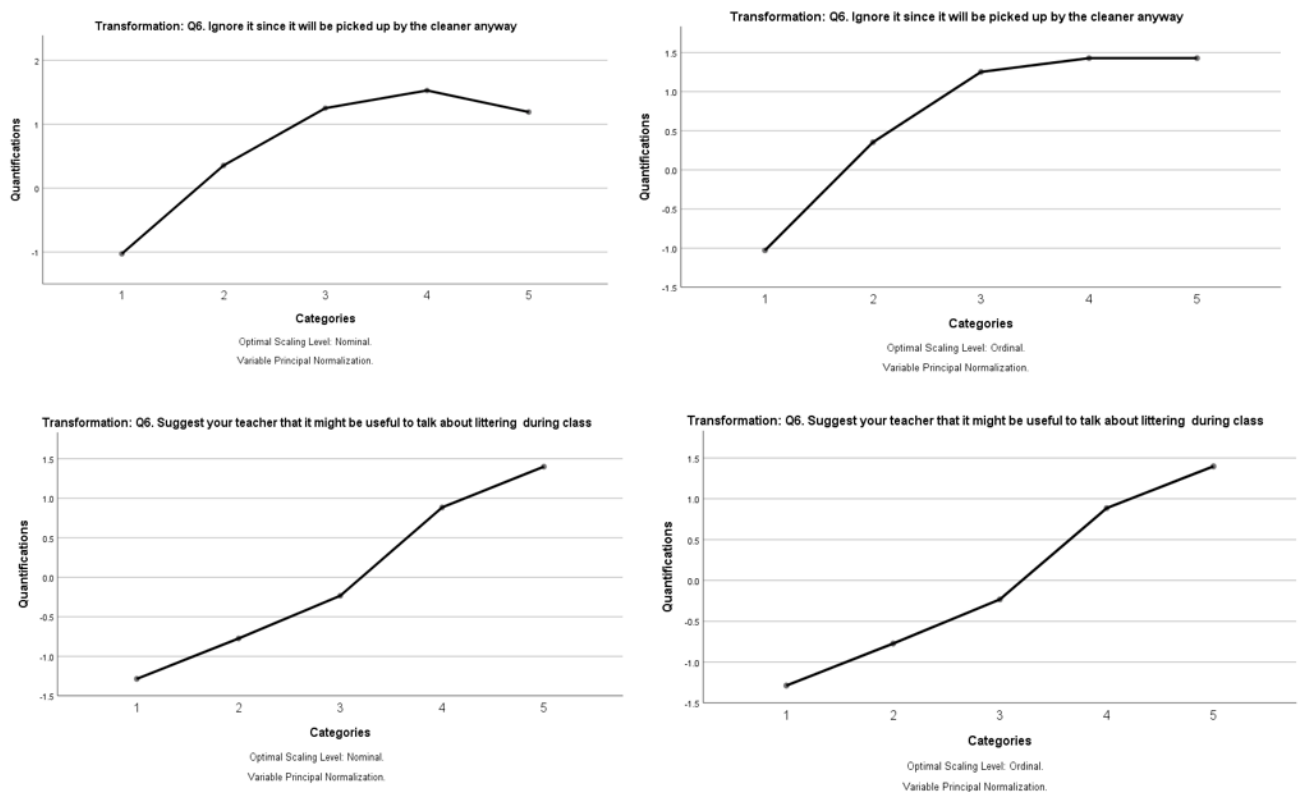 Transformation: Q6. Ignore it since it will be picked up by the cleaner anyway
Quantifications
2
1
0
-1
1 2 3 4 5
Categories
Optimal Scaling Level: Nominal.
Variable Principal Normalization.
Transformation: Q6. Ignore it since it will be picked up by the cleaner anyway
Quantifications
1.5
1.0
0.5
0.0
-0.5
-1.0
-1.5
1 2 3 4 5
Categories
Optimal Scaling Level: Ordinal.
Variable Principal Normalization.
Transformation: Q6. Suggest your teacher that it might be useful to talk about littering during class
Quantifications
1.5
1.0
0.5
0.0
-0.5
-1.0
-1.5
1 2 3 4 5
Categories
Optimal Scaling Level: Nominal.
Variable Principal Normalization.
Transformation: Q6. Suggest your teacher that it might be useful to talk about littering during class
Quantifications
1.5
1.0
0.5
0.0
-0.5
-1.0
-1.5
1 2 3 4 5
Categories
Optimal Scaling Level: Ordinal.
Variable Principal Normalization.